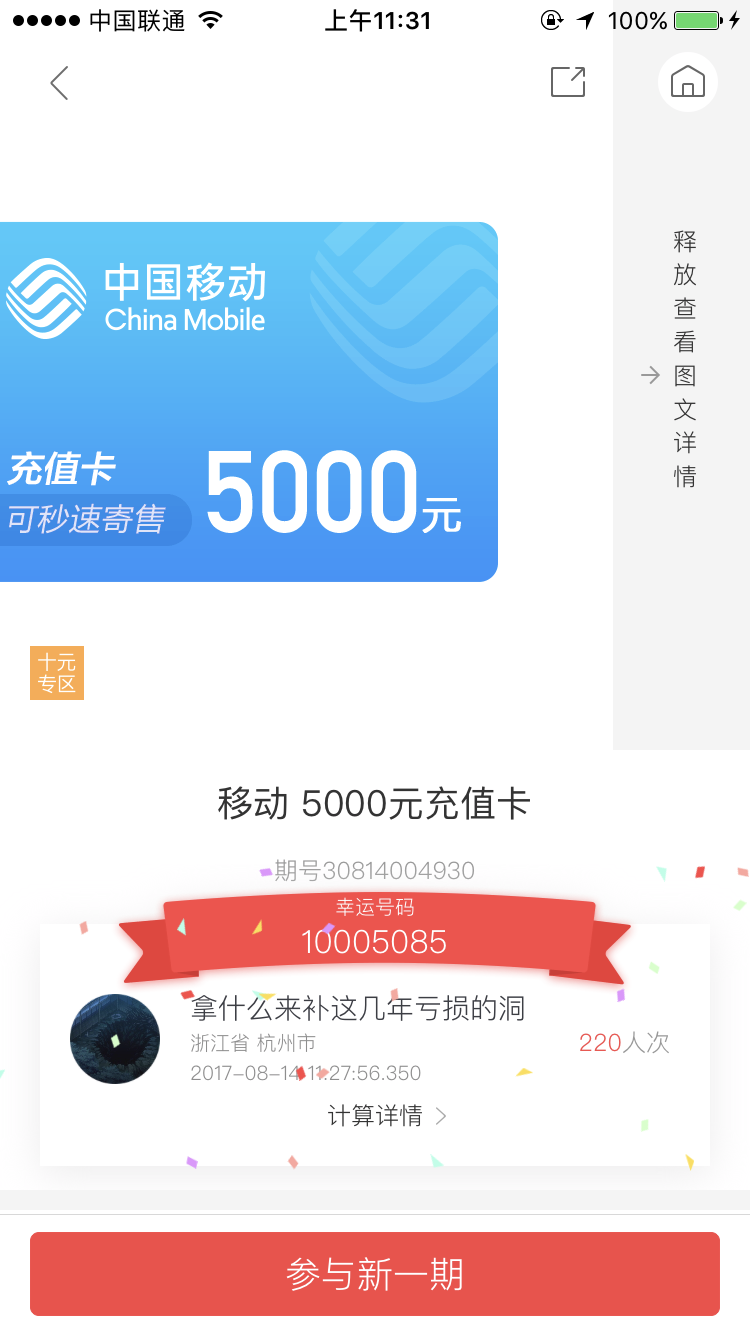 中国联通 上午11:31 100%
释放查看图文详情
中国移动
China Mobile
充值卡
可秒速寄售
5000元
十元
专区
移动 5000元充值卡
期号30814004930
幸运号码
10005085
拿什么来补这几年亏损的洞
浙江省 杭州市
220人次
2017-08-14 11:27:56.350
计算详情
参与新一期